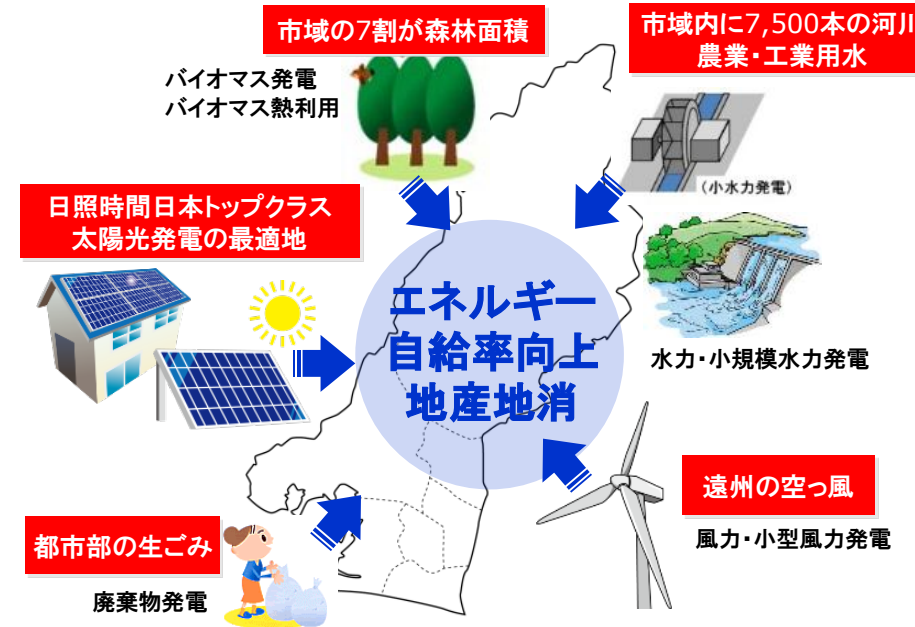 市域の7割が森林面積
バイオマス発電
バイオマス熱利用
市域内に7,500本の河川
農業・工業用水
(小水力発電)
水力・小規模水力発電
日照時間日本トップクラス
太陽光発電の最適地
エネルギー
自給率向上
地産地消
遠州の空っ風
風力・小型風力発電
都市部の生ごみ
廃棄物発電